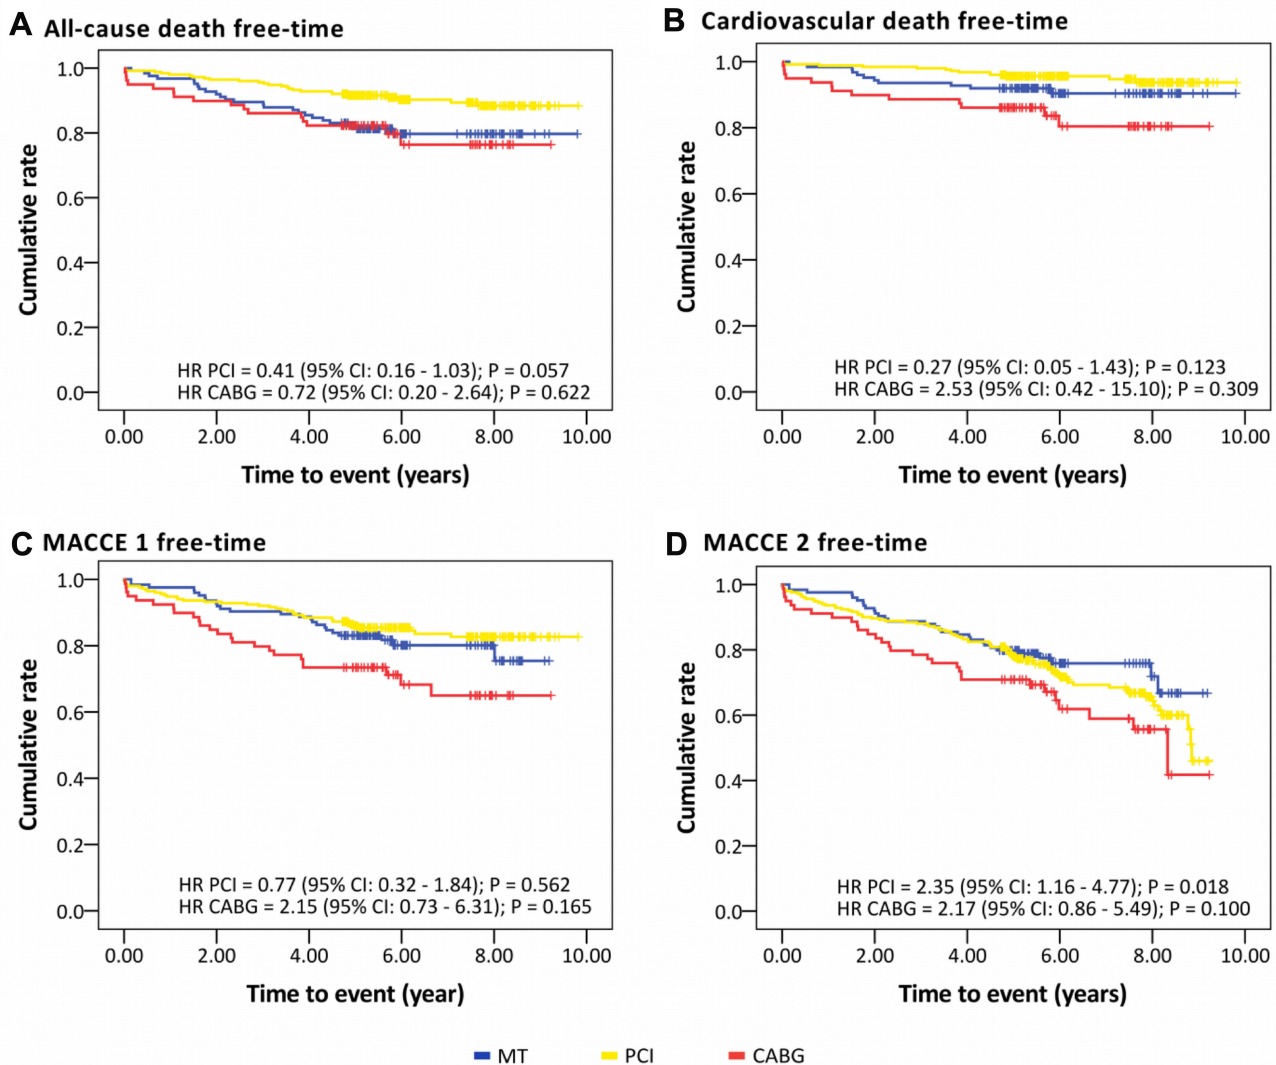 A All-cause death free-time
Cumulative rate
1.0
0.8
0.6
0.4
0.2
0.0
HR PCI = 0.41 (95% CI: 0.16 - 1.03); P = 0.057
HR CABG = 0.72 (95% CI: 0.20 - 2.64); P = 0.622
0.00 2.00 4.00 6.00 8.00 10.00
Time to event (years)
B Cardiovascular death free-time
Cumulative rate
1.0
0.8
0.6
0.4
0.2
0.0
HR PCI = 0.27 (95% CI: 0.05 - 1.43); P = 0.123
HR CABG = 2.53 (95% CI: 0.42 - 15.10); P = 0.309
0.00 2.00 4.00 6.00 8.00 10.00
Time to event (years)
C MACCE 1 free-time
Cumulative rate
1.0
0.8
0.6
0.4
0.2
0.0
HR PCI = 0.77 (95% CI: 0.32 - 1.84); P = 0.562
HR CABG = 2.15 (95% CI: 0.73 - 6.31); P = 0.165
0.00 2.00 4.00 6.00 8.00 10.00
Time to event (year)
D MACCE 2 free-time
Cumulative rate
1.0
0.8
0.6
0.4
0.2
0.0
HR PCI = 2.35 (95% CI: 1.16 - 4.77); P = 0.018
HR CABG = 2.17 (95% CI: 0.86 - 5.49); P = 0.100
0.00 2.00 4.00 6.00 8.00 10.00
Time to event (years)
MT PCI CABG